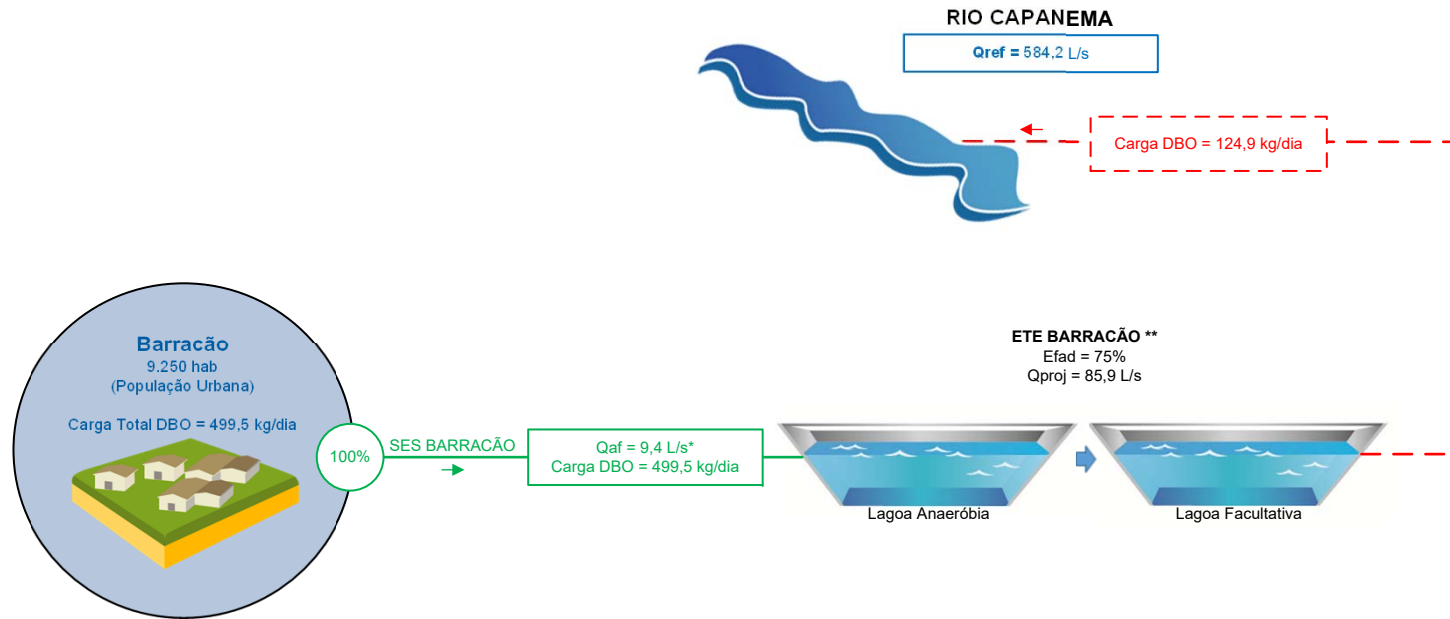 RIO CAPANEMA
Qref = 584,2 L/s
Carga DBO = 124,9 kg/dia
Barracão
9.250 hab
(População Urbana)
Carga Total DBO = 499,5 kg/dia
100%
SES BARRACÃO
Qaf = 9,4 L/s*
Carga DBO = 499,5 kg/dia
ETE BARRACÃO **
Efad = 75%
Qproj = 85,9 L/s
Lagoa Anaeróbia
Lagoa Facultativa